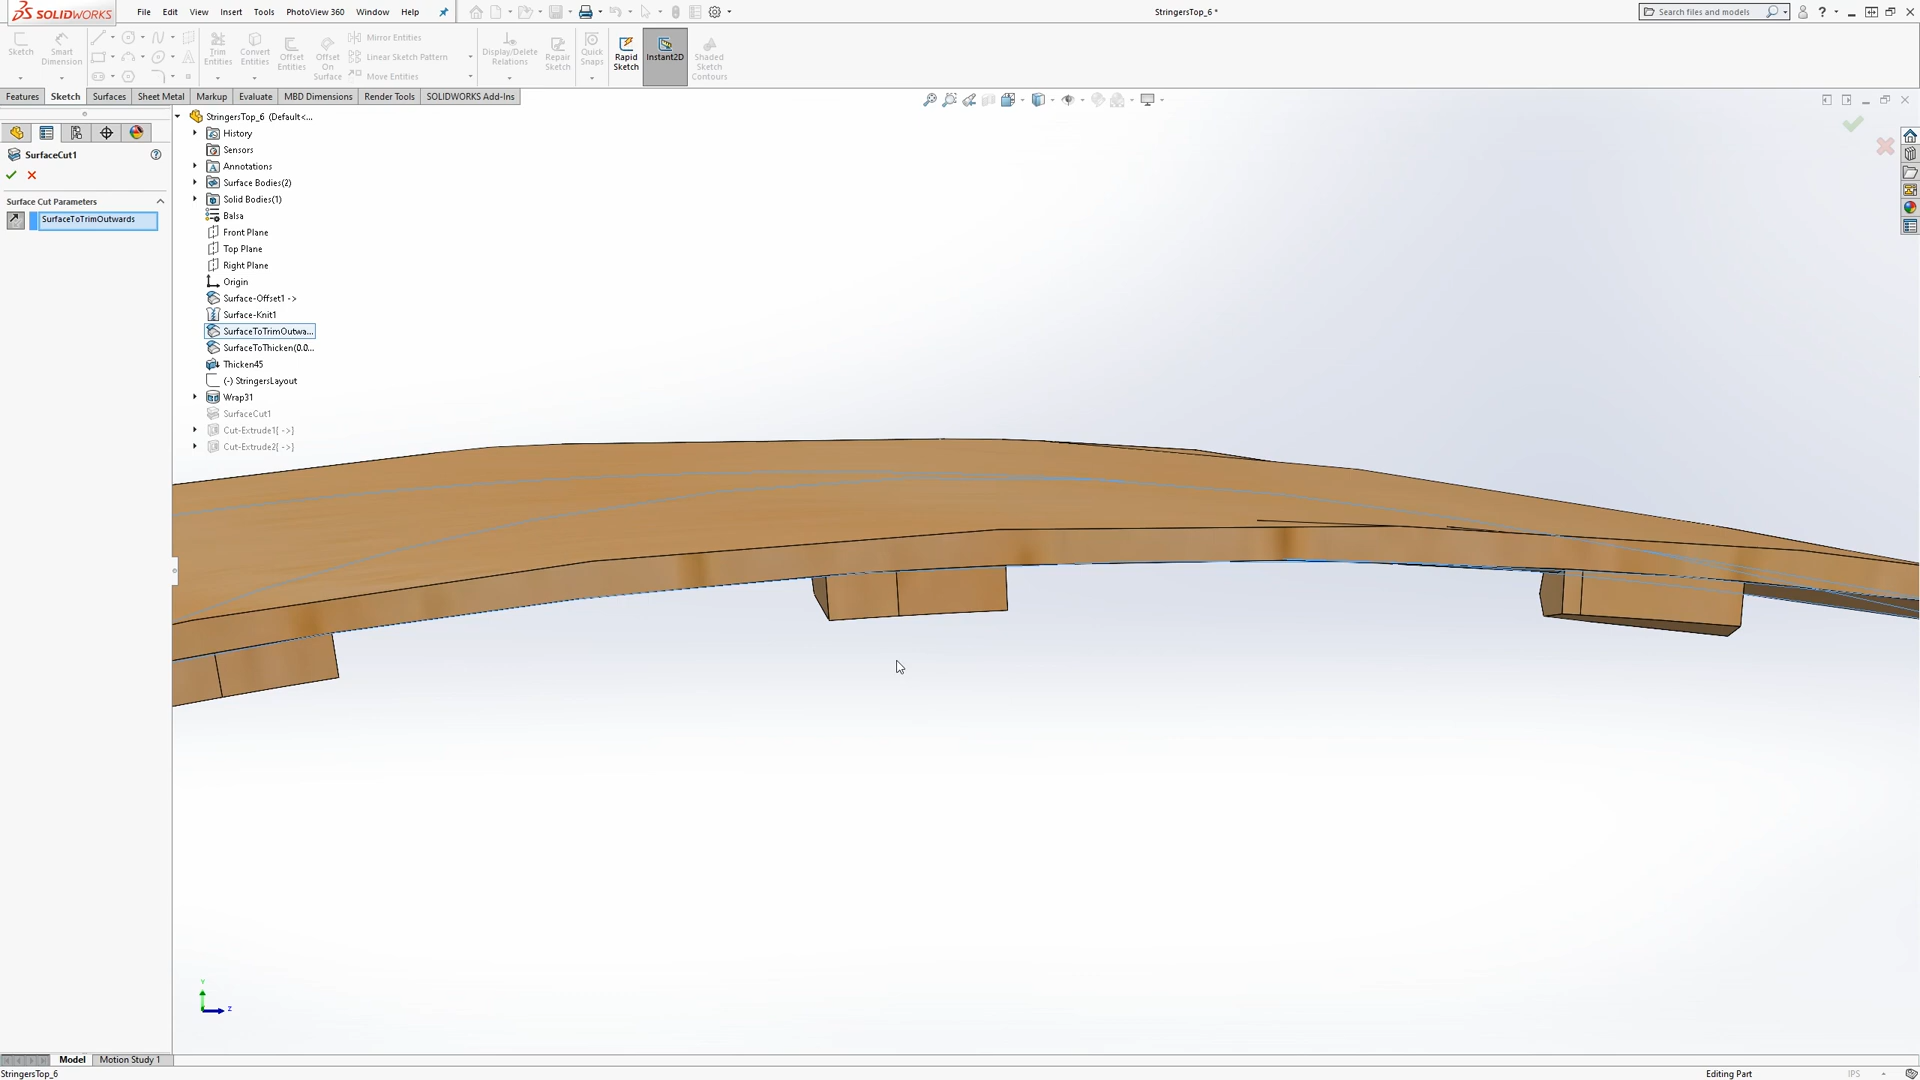 SOLIDWORKS
File Edit View Insert Tools PhotoView 360 Window Help
StringersTop_6 *
Search files and models
Sketch
Smart Dimension
Trim Entities
Convert Entities
Offset Entities
Offset On Surface
Mirror Entities
Linear Sketch Pattern
Move Entities
Display/Delete Relations
Repair Sketch
Quick Snaps
Rapid Sketch
Instant2D
Shaded Sketch Contours
Features Sketch Surfaces Sheet Metal Markup Evaluate MBD Dimensions Render Tools SOLIDWORKS Add-Ins
SurfaceCut1
Surface Cut Parameters
SurfaceToTrimOutwards
StringersTop_6 (Default<...
History
Sensors
Annotations
Surface Bodies(2)
Solid Bodies(1)
Balsa
Front Plane
Top Plane
Right Plane
Origin
Surface-Offset1 ->
Surface-Knit1
SurfaceToTrimOutwa...
SurfaceToThicken(0.0...
Thicken45
(-) StringersLayout
Wrap31
SurfaceCut1
Cut-Extrude1[ ->]
Cut-Extrude2[ ->]
Y
Z
Model Motion Study 1
StringersTop_6
Editing Part
IPS